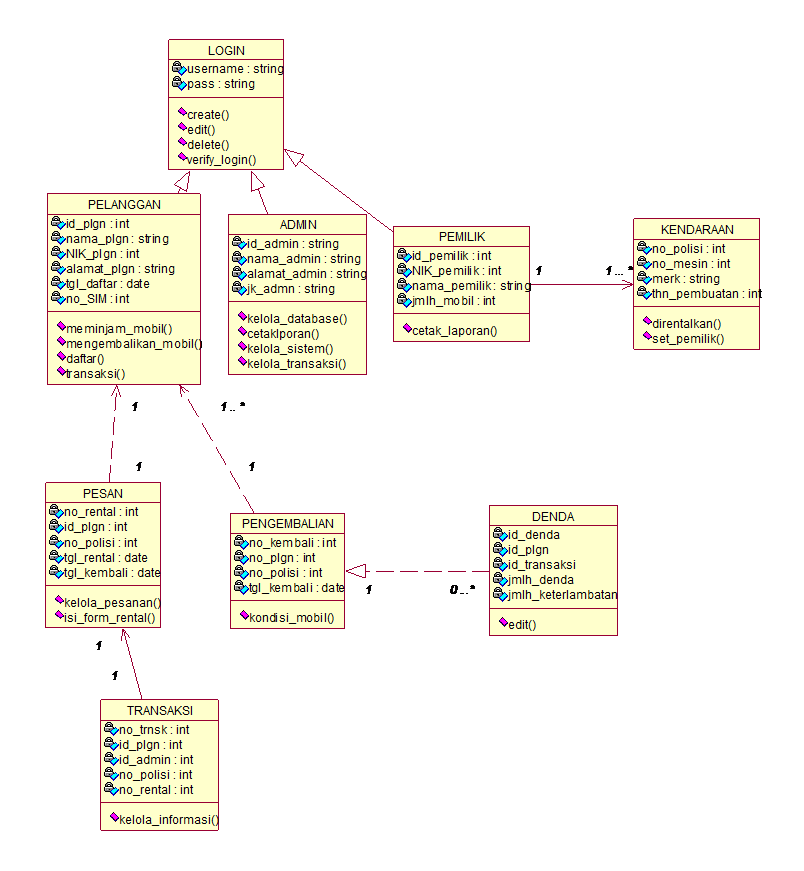 LOGIN
username : string
pass : string
create()
edit()
delete()
verify_login()
PELANGGAN
id_plgn : int
nama_plgn : string
NIK_plgn : int
alamat_plgn : string
tgl_daftar : date
no_SIM : int
meminjam_mobil()
mengembalikan_mobil()
daftar()
transaksi()
ADMIN
id_admin : string
nama_admin : string
alamat_admin : string
jk_admn : string
kelola_database()
cetaklporan()
kelola_sistem()
kelola_transaksi()
PEMILIK
id_pemilik : int
NIK_pemilik : int
nama_pemilik : string
jmlh_mobil : int
cetak_laporan()
1
1...*
KENDARAAN
no_polisi : int
no_mesin : int
merk : string
thn_pembuatan : int
direntalkan()
set_pemilik()
1
1..*
1
1
PESAN
no_rental : int
id_plgn : int
no_polisi : int
tgl_rental : date
tgl_kembali : date
kelola_pesanan()
isi_form_rental()
PENGEMBALIAN
no_kembali : int
no_plgn : int
no_polisi : int
tgl_kembali : date
kondisi_mobil()
1
0...*
DENDA
id_denda
id_plgn
id_transaksi
jmlh_denda
jmlh_keterlambatan
edit()
1
1
TRANSAKSI
no_trnsk : int
id_plgn : int
id_admin : int
no_polisi : int
no_rental : int
kelola_informasi()